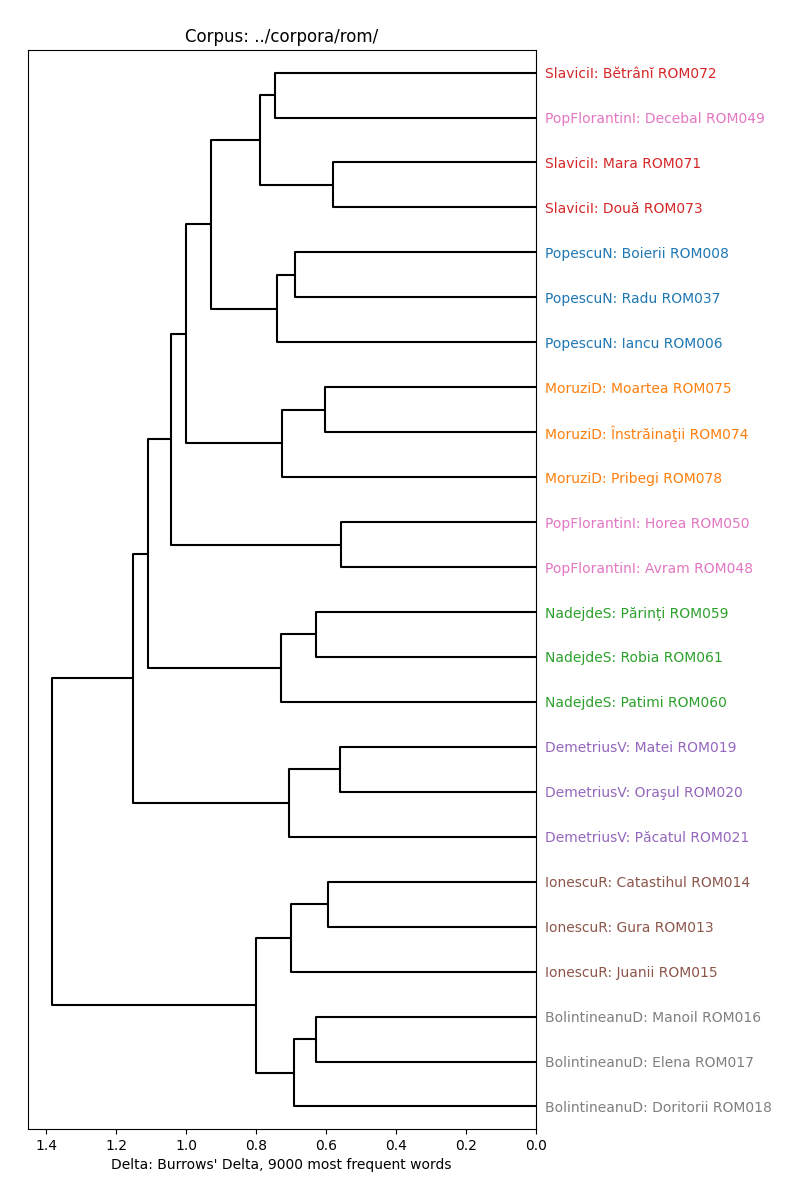 Corpus: ../corpora/rom/
SlaviciI: Bĕtrânĭ ROM072
PopFlorantinI: Decebal ROM049
SlaviciI: Mara ROM071
SlaviciI: Două ROM073
PopescuN: Boierii ROM008
PopescuN: Radu ROM037
PopescuN: Iancu ROM006
MoruziD: Moartea ROM075
MoruziD: Înstrăinaţii ROM074
MoruziD: Pribegi ROM078
PopFlorantinI: Horea ROM050
PopFlorantinI: Avram ROM048
NadejdeS: Părinți ROM059
NadejdeS: Robia ROM061
NadejdeS: Patimi ROM060
DemetriusV: Matei ROM019
DemetriusV: Oraşul ROM020
DemetriusV: Păcatul ROM021
IonescuR: Catastihul ROM014
IonescuR: Gura ROM013
IonescuR: Juanii ROM015
BolintineanuD: Manoil ROM016
BolintineanuD: Elena ROM017
BolintineanuD: Doritorii ROM018
1.4 1.2 1.0 0.8 0.6 0.4 0.2 0.0
Delta: Burrows' Delta, 9000 most frequent words